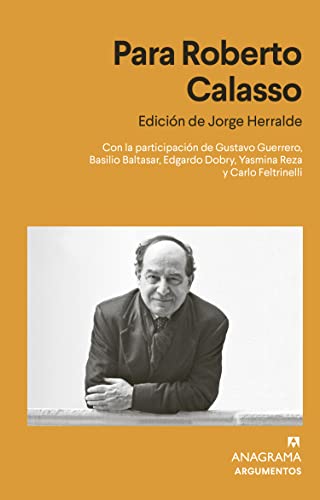 Para Roberto
Calasso
Edición de Jorge Herralde
Con la participación de Gustavo Guerrero,
Basilio Baltasar, Edgardo Dobry, Yasmina Reza
y Carlo Feltrinelli
ANAGRAMA
ARGUMENTOS